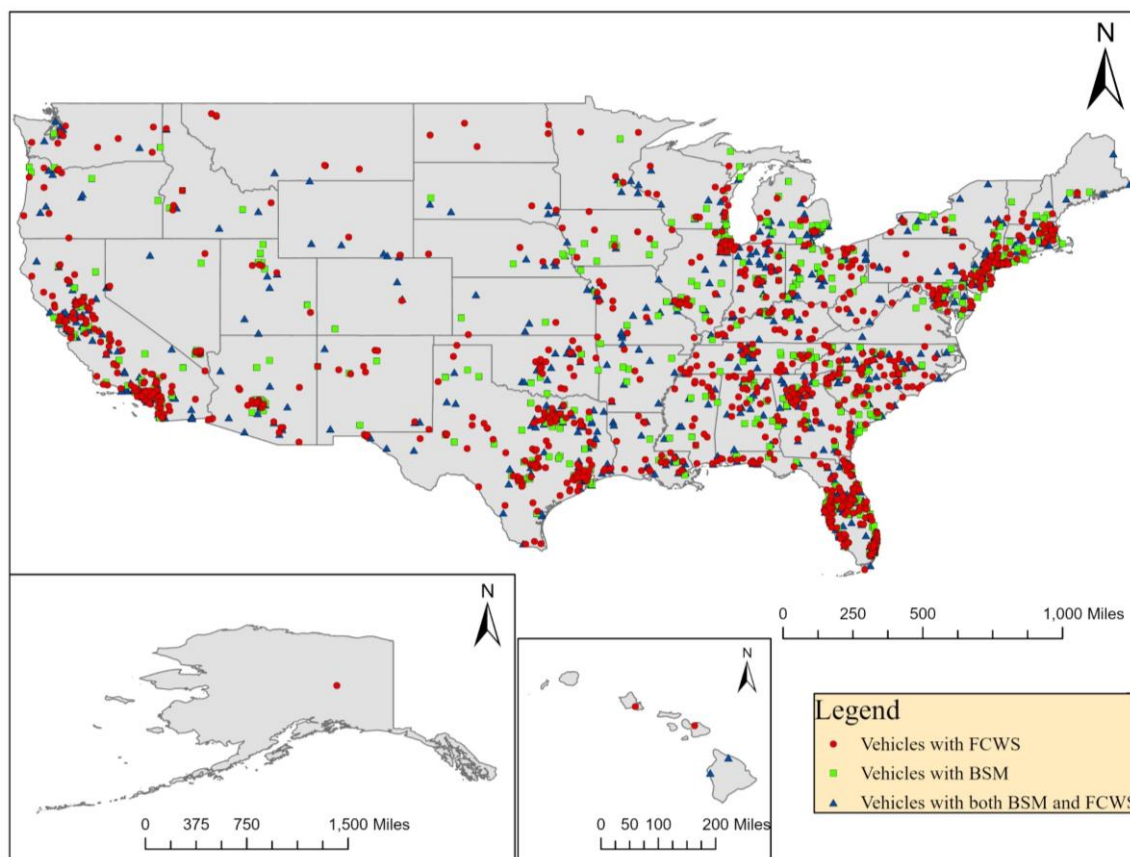 N
0 250 500 1,000 Miles
N
0 375 750 1,500 Miles
N
0 50 100 200 Miles
Legend
Vehicles with FCWS
Vehicles with BSM
Vehicles with both BSM and FCWS